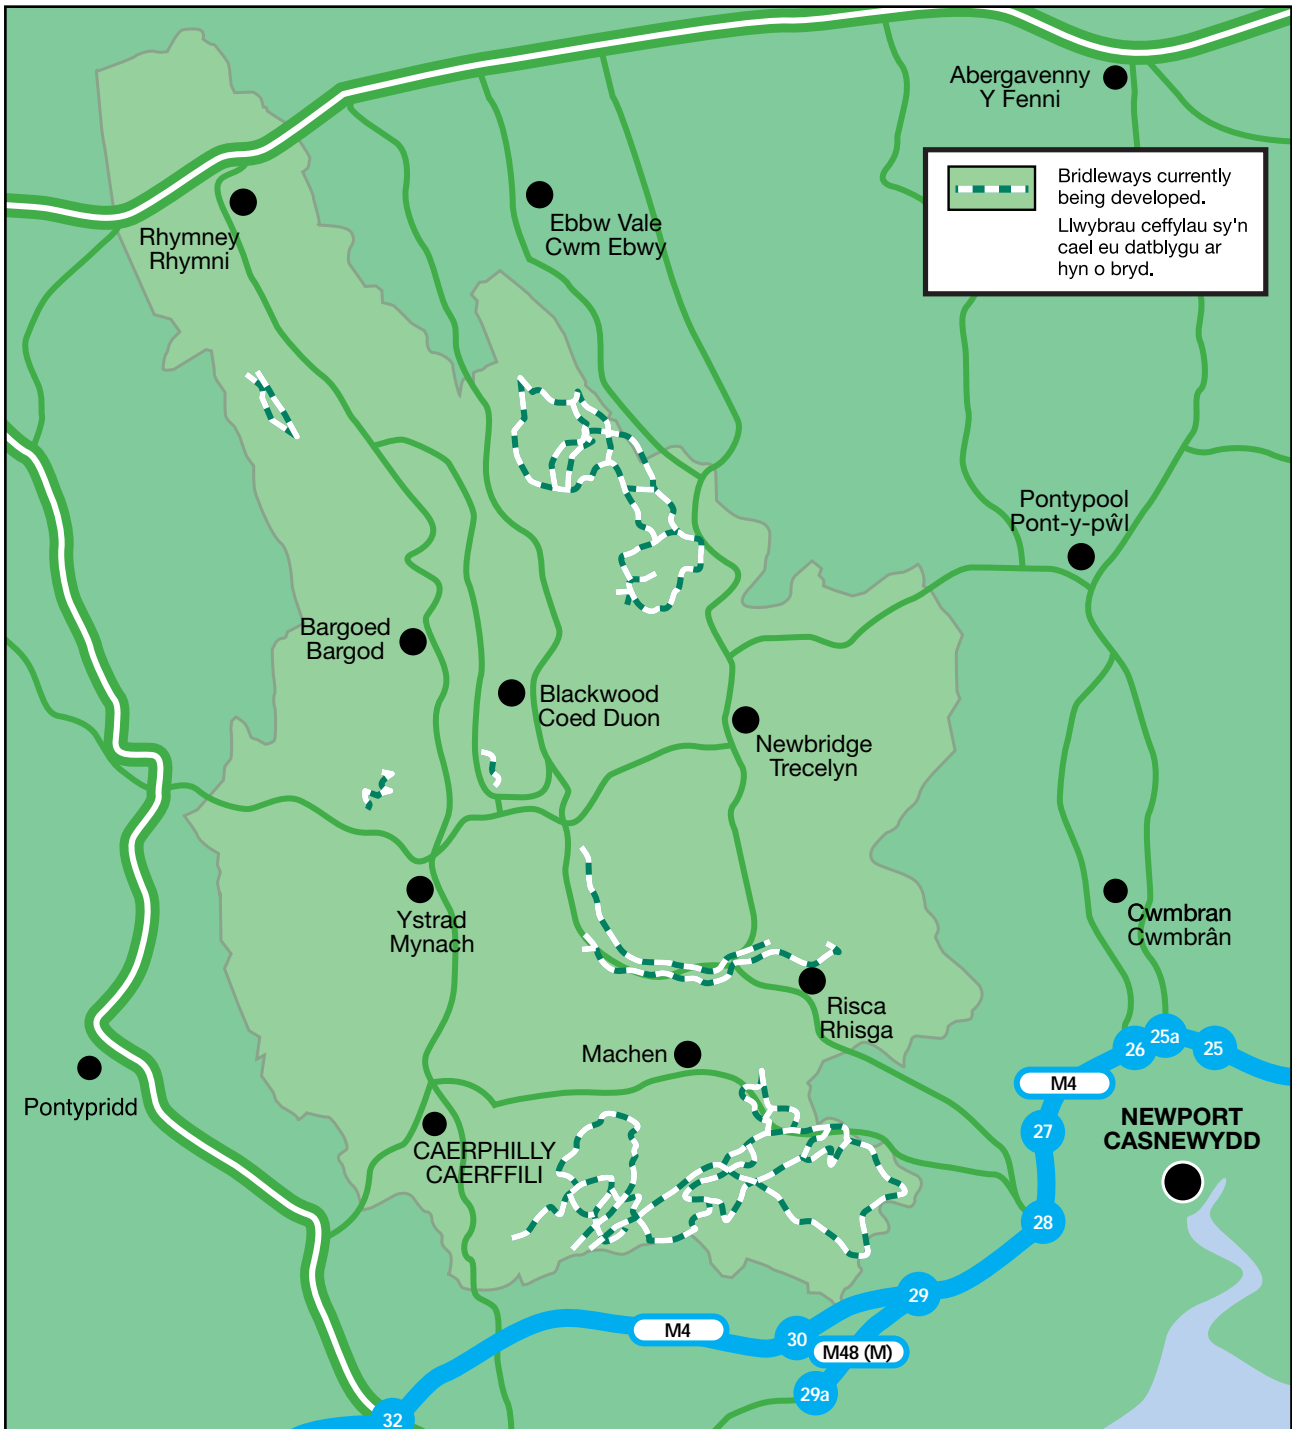 Abergavenny
Y Fenni
Bridleways currently
being developed.
Llwybrau ceffylau sy'n
cael eu datblygu ar
hyn o bryd.
Rhymney
Rhymni
Ebbw Vale
Cwm Ebwy
Pontypool
Pont-y-pŵl
Bargoed
Bargod
Blackwood
Coed Duon
Newbridge
Trecelyn
Ystrad
Mynach
Cwmbran
Cwmbrân
Risca
Rhisga
Machen
Pontypridd
CAERPHILLY
CAERFFILI
26
25a
25
M4
27
NEWPORT
CASNEWYDD
28
29
M4
30
M48 (M)
29a
32